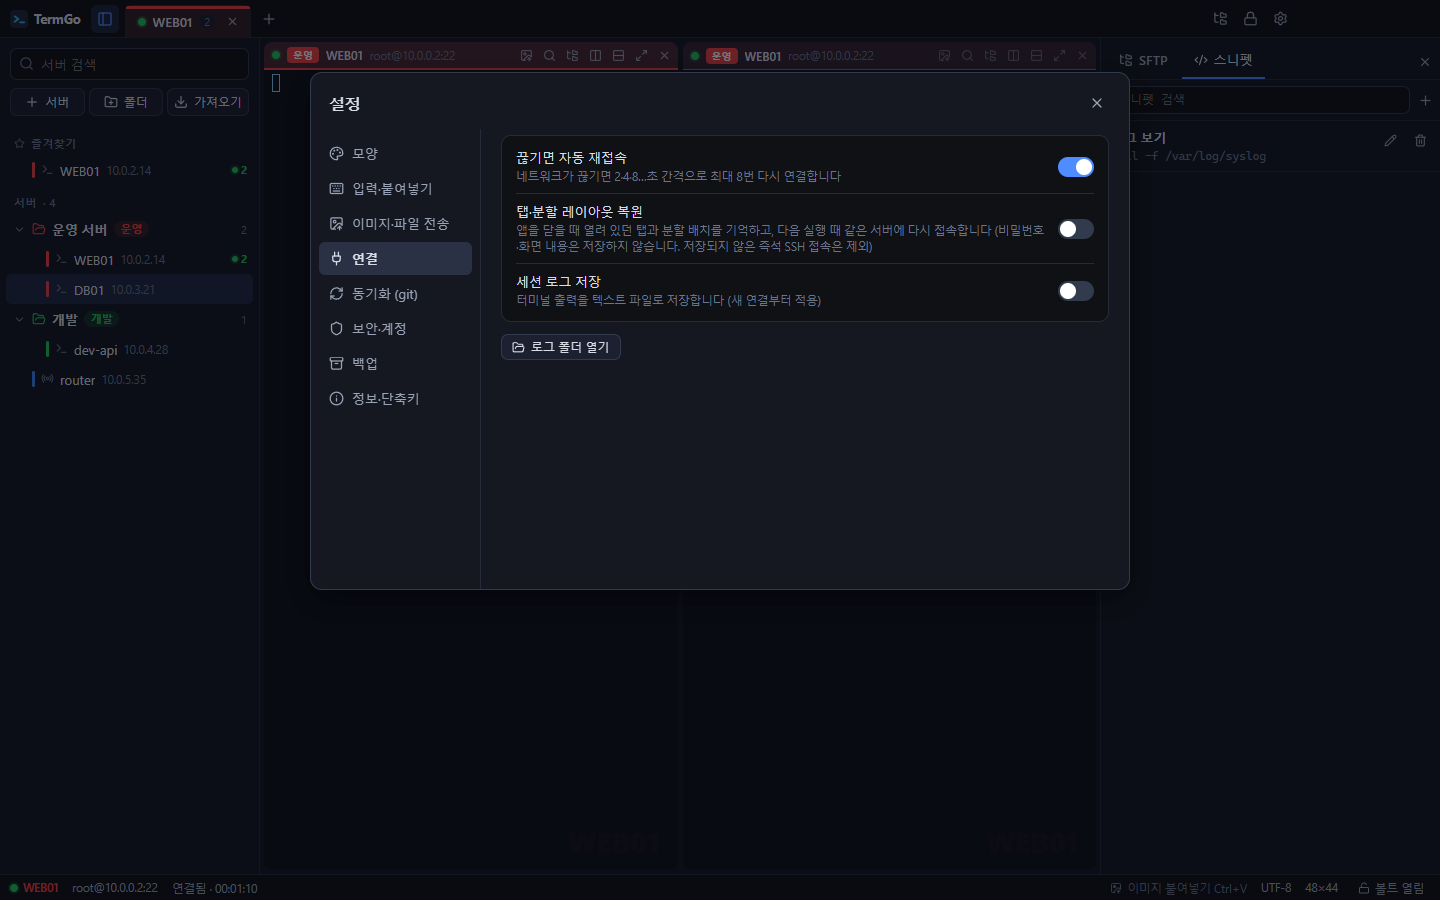 TermGo
WEB01 2
서버 검색
서버
폴더
가져오기
즐겨찾기
WEB01 10.0.2.14 2
서버 · 4
운영 서버 운영 2
WEB01 10.0.2.14 2
DB01 10.0.3.21
개발 개발 1
dev-api 10.0.4.28
router 10.0.5.35
운영 WEB01 root@10.0.0.2:22
운영 WEB01 root@10.0.0.2:22
SFTP
스니펫
니펫 검색
그 보기
-f /var/log/syslog
설정
모양
입력·붙여넣기
이미지·파일 전송
연결
동기화 (git)
보안·계정
백업
정보·단축키
끊기면 자동 재접속
네트워크가 끊기면 2·4·8…초 간격으로 최대 8번 다시 연결합니다
탭·분할 레이아웃 복원
앱을 닫을 때 열려 있던 탭과 분할 배치를 기억하고, 다음 실행 때 같은 서버에 다시 접속합니다 (비밀번호
·화면 내용은 저장하지 않습니다. 저장되지 않은 즉석 SSH 접속은 제외)
세션 로그 저장
터미널 출력을 텍스트 파일로 저장합니다 (새 연결부터 적용)
로그 폴더 열기
WEB01
WEB01
WEB01 root@10.0.0.2:22 연결됨 · 00:01:10
이미지 붙여넣기 Ctrl+V UTF-8 48×44 볼트 열림